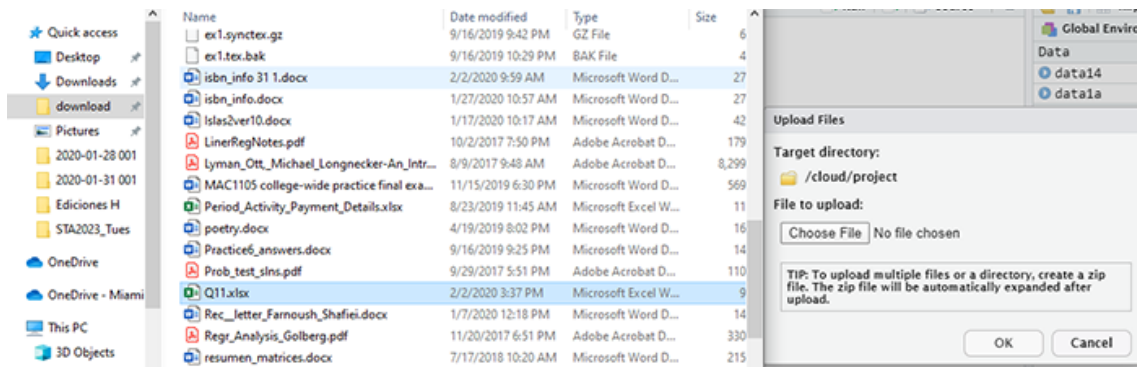 Name Date modified Type Size
Quick access
Desktop
Downloads
download
Pictures
2020-01-28 001
2020-01-31 001
Ediciones H
STA2023_Tues
OneDrive
OneDrive - Miami
This PC
3D Objects
ex1.synctex.gz 9/16/2019 9:42 PM GZ File 6
ex1.tex.bak 9/16/2019 10:29 PM BAK File 4
isbn_info 31 1.docx 2/2/2020 9:59 AM Microsoft Word D... 27
isbn_info.docx 1/27/2020 10:57 AM Microsoft Word D... 27
Islas2ver10.docx 1/17/2020 10:17 AM Microsoft Word D... 42
LinerRegNotes.pdf 10/2/2017 7:50 PM Adobe Acrobat D... 179
Lyman_Ott,_Michael_Longnecker-An_Intr... 8/9/2017 9:48 AM Adobe Acrobat D... 8,299
MAC1105 college-wide practice final exa... 11/15/2019 6:30 PM Microsoft Word D... 569
Period_Activity_Payment_Details.xlsx 8/23/2019 11:45 AM Microsoft Excel W... 11
poetry.docx 4/19/2019 8:02 PM Microsoft Word D... 16
Practice6_answers.docx 9/16/2019 9:25 PM Microsoft Word D... 14
Prob_test_slns.pdf 9/29/2017 5:51 PM Adobe Acrobat D... 110
Q11.xlsx 2/2/2020 3:37 PM Microsoft Excel W... 9
Rec__letter_Farnoush_Shafiei.docx 1/7/2020 12:18 PM Microsoft Word D... 14
Regr_Analysis_Golberg.pdf 11/20/2017 6:51 PM Adobe Acrobat D... 330
resumen_matrices.docx 7/17/2018 10:20 AM Microsoft Word D... 215
Global Enviro
Data
data14
data1a
Upload Files
Target directory:
/cloud/project
File to upload:
Choose File No file chosen
TIP: To upload multiple files or a directory, create a zip
file. The zip file will be automatically expanded after
upload.
OK Cancel